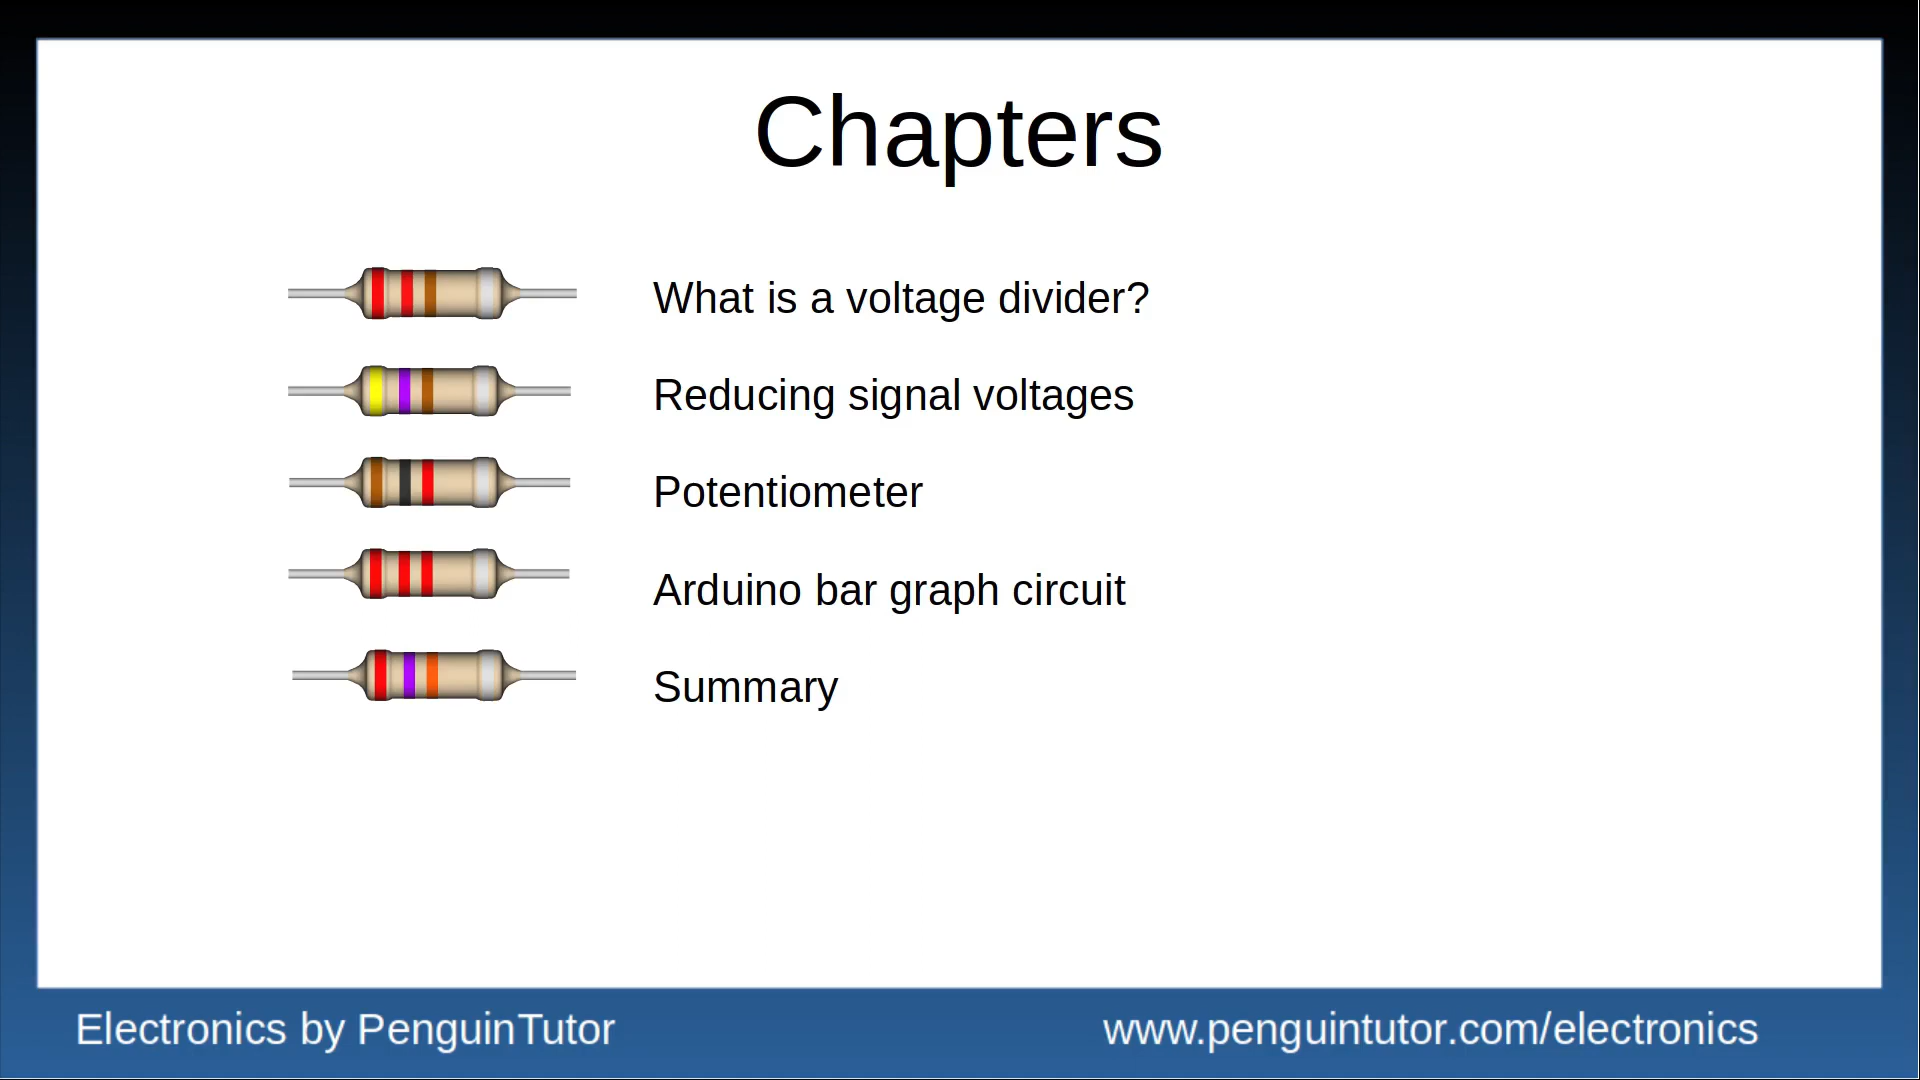 Chapters
What is a voltage divider?
Reducing signal voltages
Potentiometer
Arduino bar graph circuit
Summary
Electronics by PenguinTutor
www.penguintutor.com/electronics